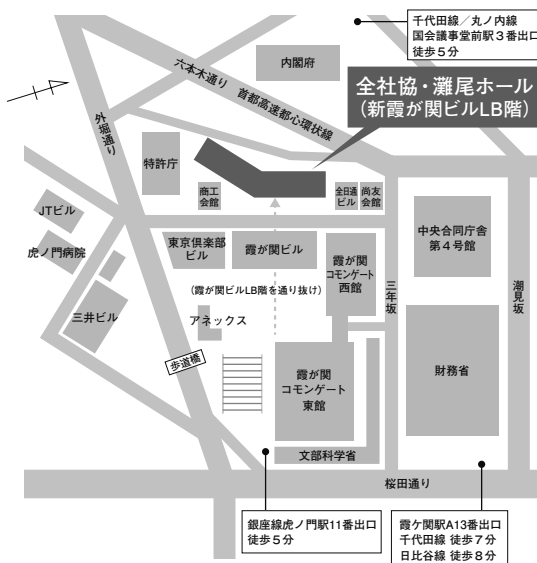 千代田線／丸ノ内線
国会議事堂前駅３番出口
徒歩５分
内閣府
六本木通り 首都高速都心環状線
全社協・灘尾ホール
（新霞が関ビルLB階）
外堀通り
特許庁
商工
会館
全日通
ビル
尚友
会館
JTビル
虎ノ門病院
東京倶楽部
ビル
霞が関ビル
霞が関
コモンゲート
西館
中央合同庁舎
第４号館
三年坂
潮見坂
（霞が関ビルLB階を通り抜け）
三井ビル
アネックス
歩道橋
霞が関
コモンゲート
東館
財務省
文部科学省
桜田通り
銀座線虎ノ門駅11番出口
徒歩５分
霞ケ関駅A13番出口
千代田線 徒歩７分
日比谷線 徒歩８分